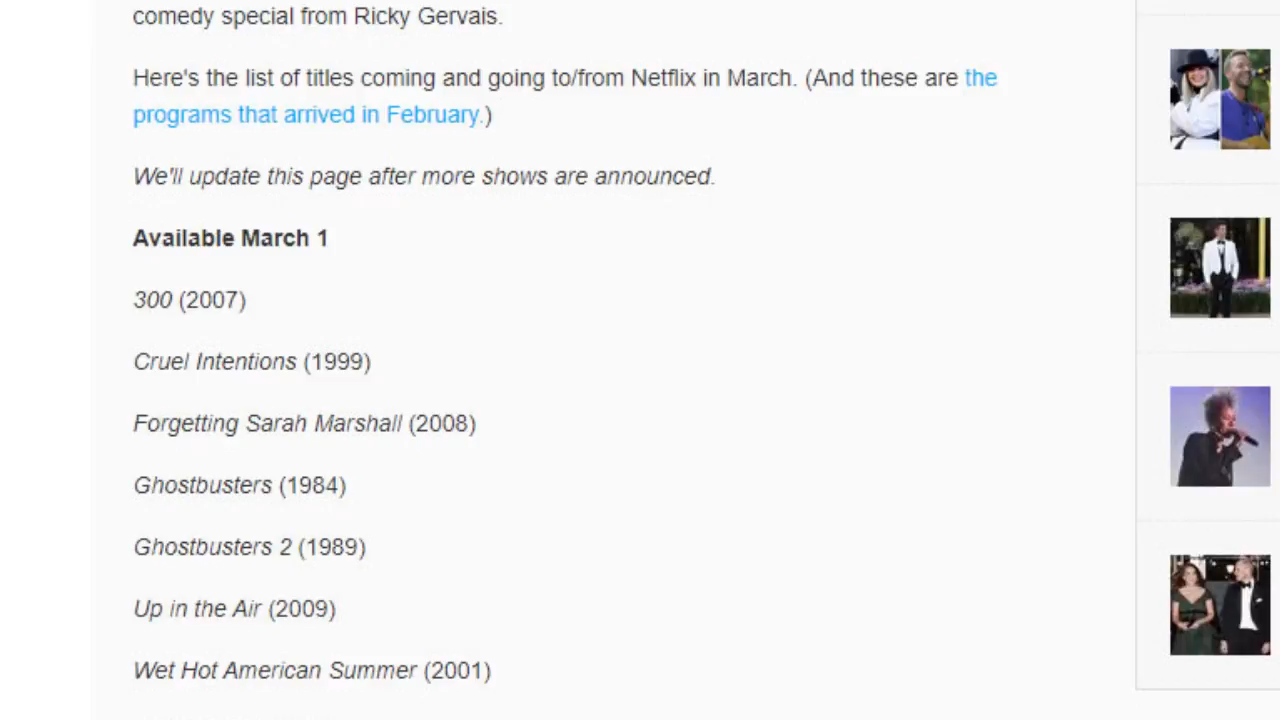 comedy special from Ricky Gervais.
Here's the list of titles coming and going to/from Netflix in March. (And these are the
programs that arrived in February.)
We'll update this page after more shows are announced.
Available March 1
300 (2007)
Cruel Intentions (1999)
Forgetting Sarah Marshall (2008)
Ghostbusters (1984)
Ghostbusters 2 (1989)
Up in the Air (2009)
Wet Hot American Summer (2001)